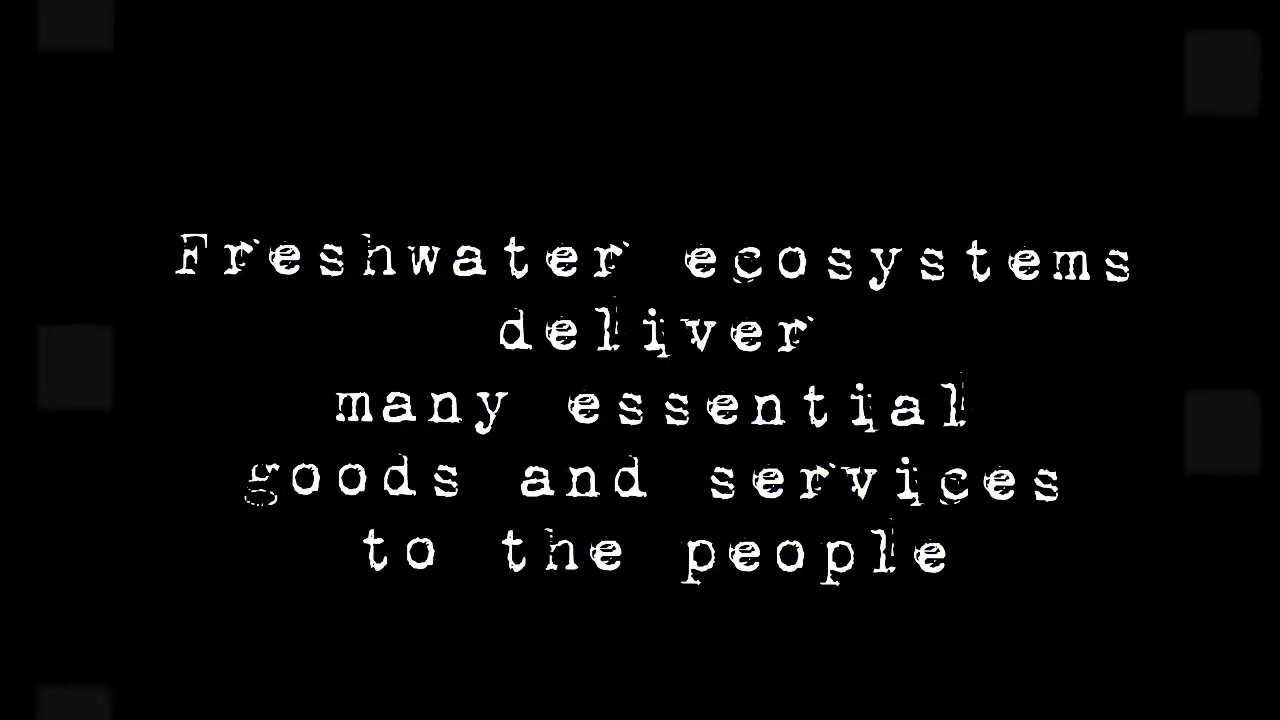 Freshwater ecosystems
deliver
many essential
goods and services
to the people